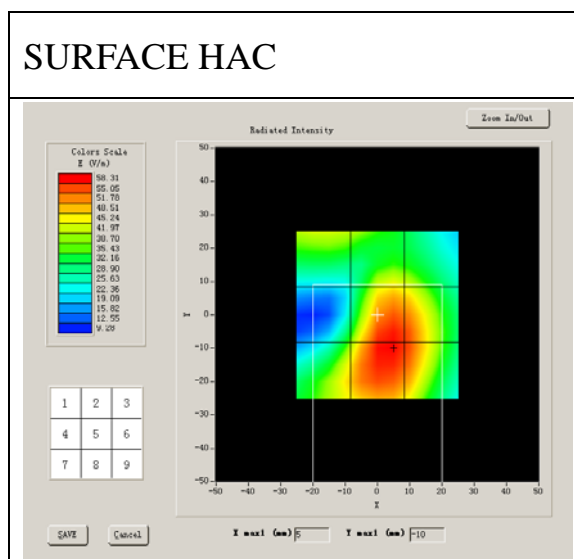 SURFACE HAC
Zoom In/Out
Radiated Intensity
Colors Scale
E (V/m)
58.31
55.05
51.78
48.51
45.24
41.97
38.70
35.43
32.16
28.90
25.63
22.36
19.09
15.82
12.55
9.28
50
40
30
20
10
0
-10
-20
-30
-40
-50
Y
-50 -40 -30 -20 -10 0 10 20 30 40 50
X
1 2 3
4 5 6
7 8 9
SAVE Cancel
X max1 (mm) 5 Y max1 (mm) -10